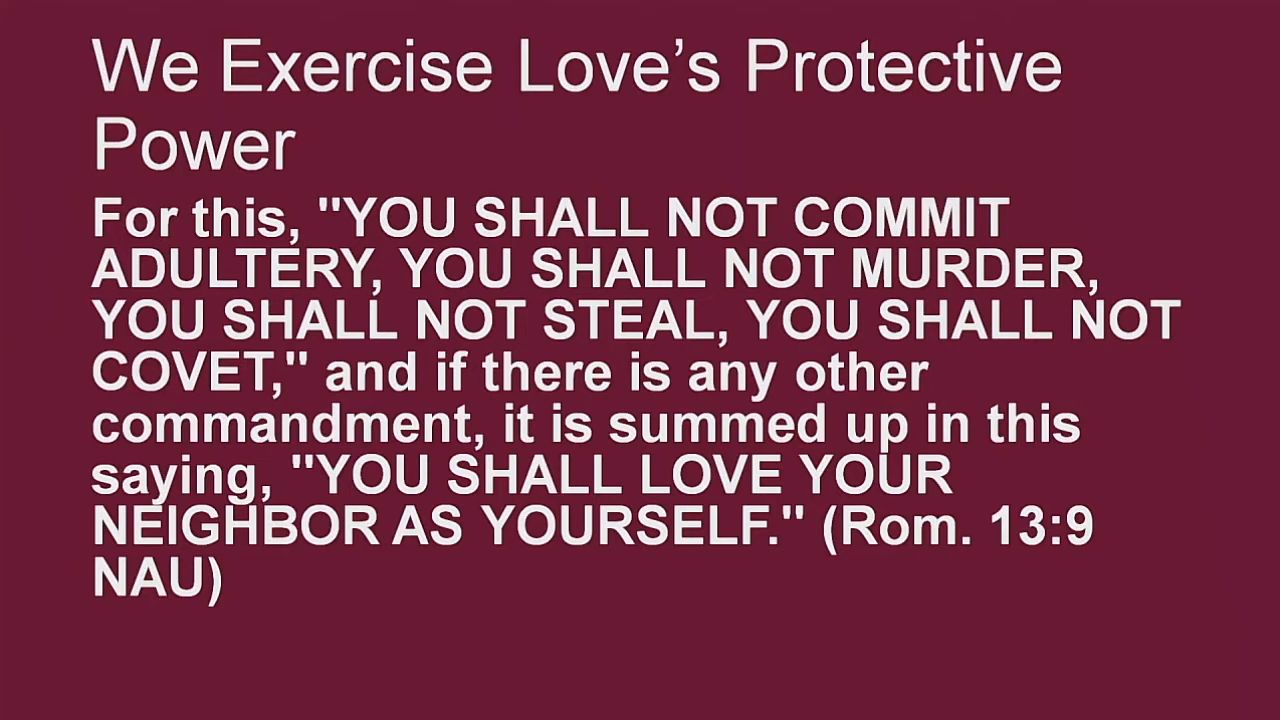 We Exercise Love’s Protective
Power
For this, "YOU SHALL NOT COMMIT
ADULTERY, YOU SHALL NOT MURDER,
YOU SHALL NOT STEAL, YOU SHALL NOT
COVET," and if there is any other
commandment, it is summed up in this
saying, "YOU SHALL LOVE YOUR
NEIGHBOR AS YOURSELF." (Rom. 13:9
NAU)